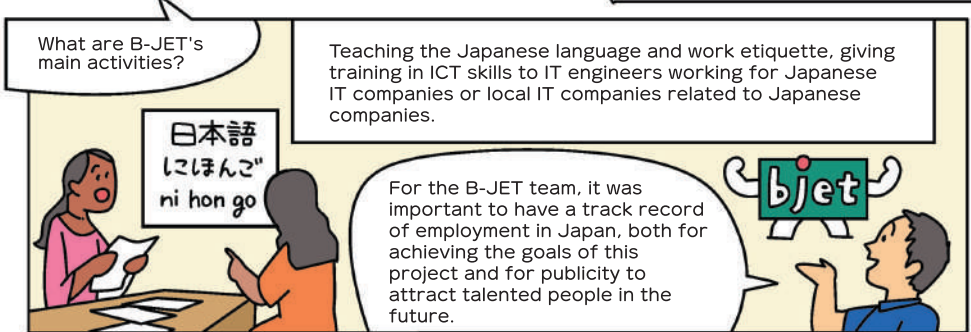 What are B-JET's
main activities?
Teaching the Japanese language and work etiquette, giving
training in ICT skills to IT engineers working for Japanese
IT companies or local IT companies related to Japanese
companies.
日本語
にほんご
ni hon go
bjet
For the B-JET team, it was
important to have a track record
of employment in Japan, both for
achieving the goals of this
project and for publicity to
attract talented people in the
future.